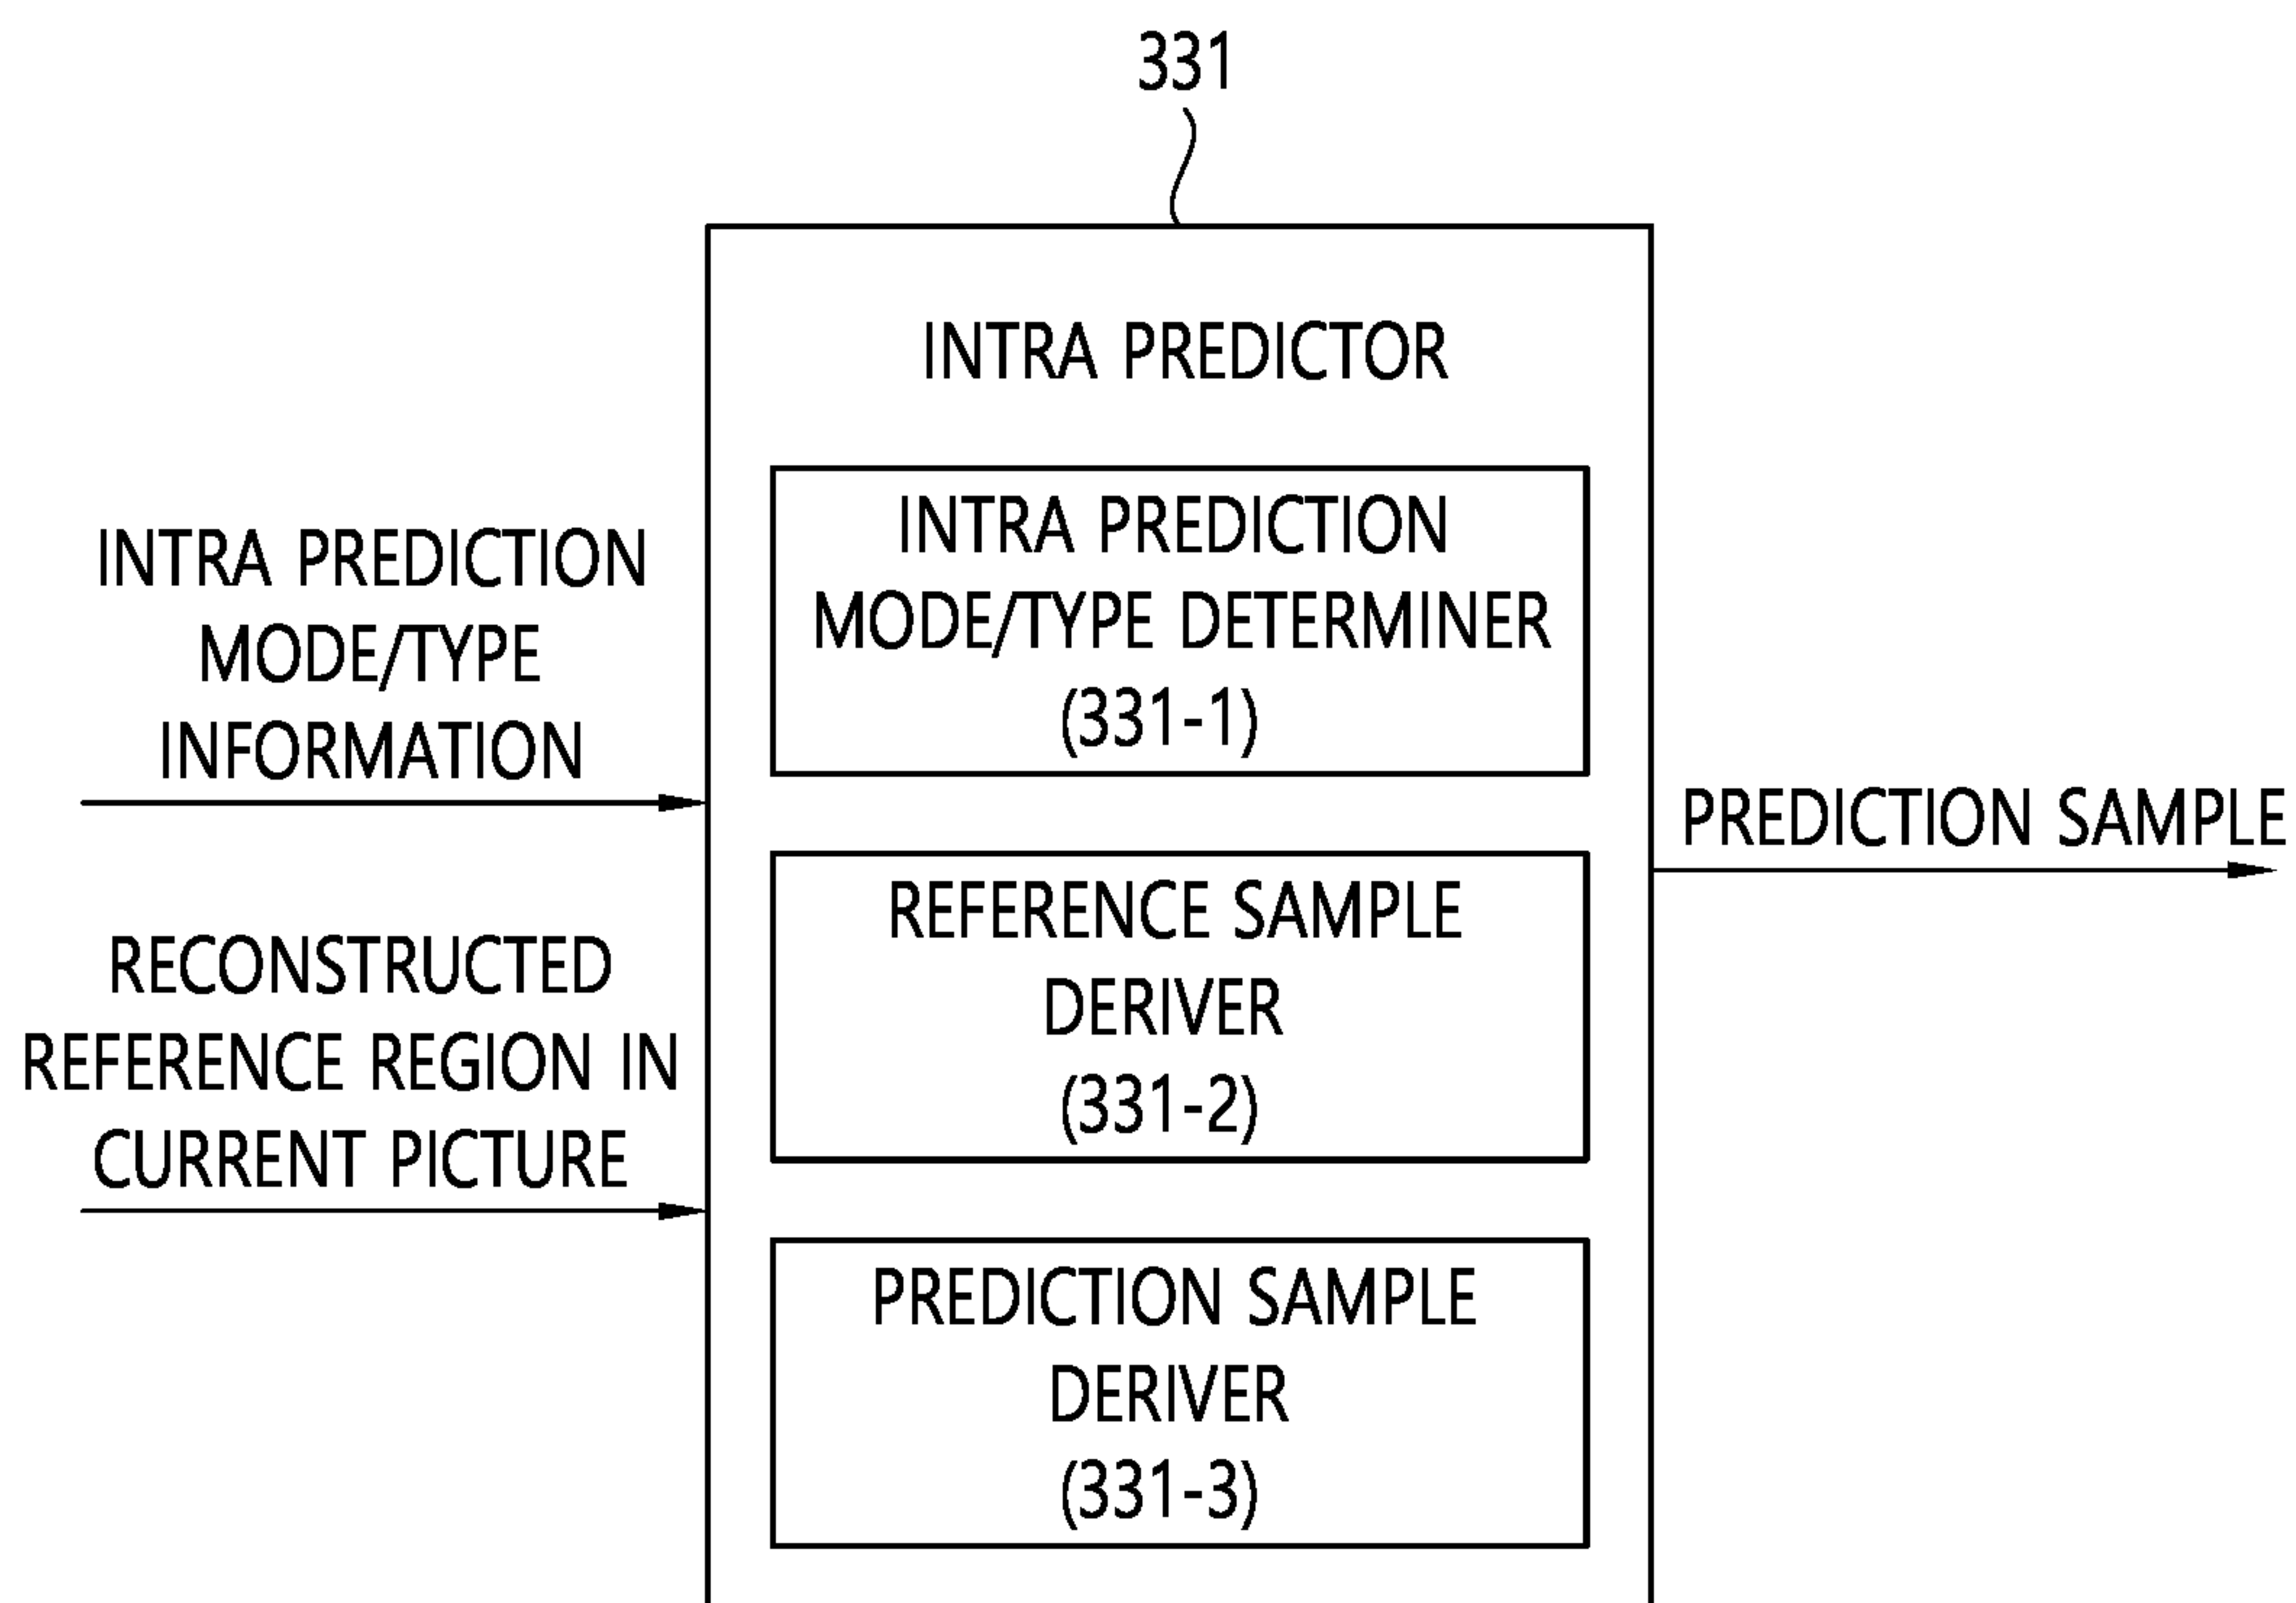 331
INTRA PREDICTOR
INTRA PREDICTION
MODE/TYPE
INFORMATION
RECONSTRUCTED
REFERENCE REGION IN
CURRENT PICTURE
INTRA PREDICTION
MODE/TYPE DETERMINER
(331-1)
REFERENCE SAMPLE
DERIVER
(331-2)
PREDICTION SAMPLE
DERIVER
(331-3)
PREDICTION SAMPLE